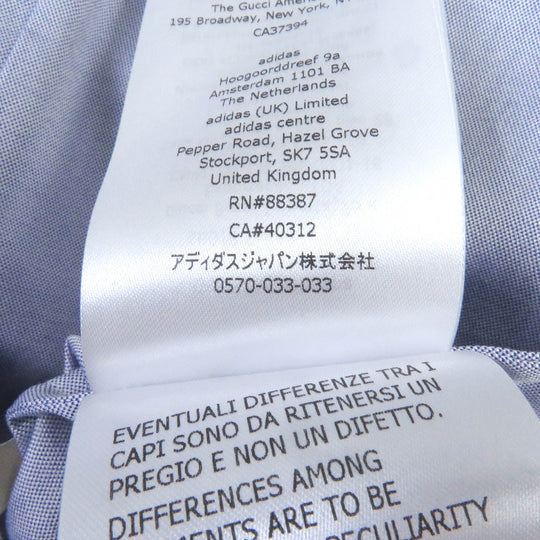 The Gucci Americ
195 Broadway, New York, N
CA37394
adidas
Hoogoorddreef 9a
Amsterdam 1101 BA
The Netherlands
adidas (UK) Limited
adidas centre
Pepper Road, Hazel Grove
Stockport, SK7 5SA
United Kingdom
RN#88387
CA#40312
アディダスジャパン株式会社
0570-033-033
EVENTUALI DIFFERENZE TRA I
CAPI SONO DA RITENERSI UN
PREGIO E NON UN DIFETTO.
DIFFERENCES AMONG
MENTS ARE TO BE
PECULIARITY